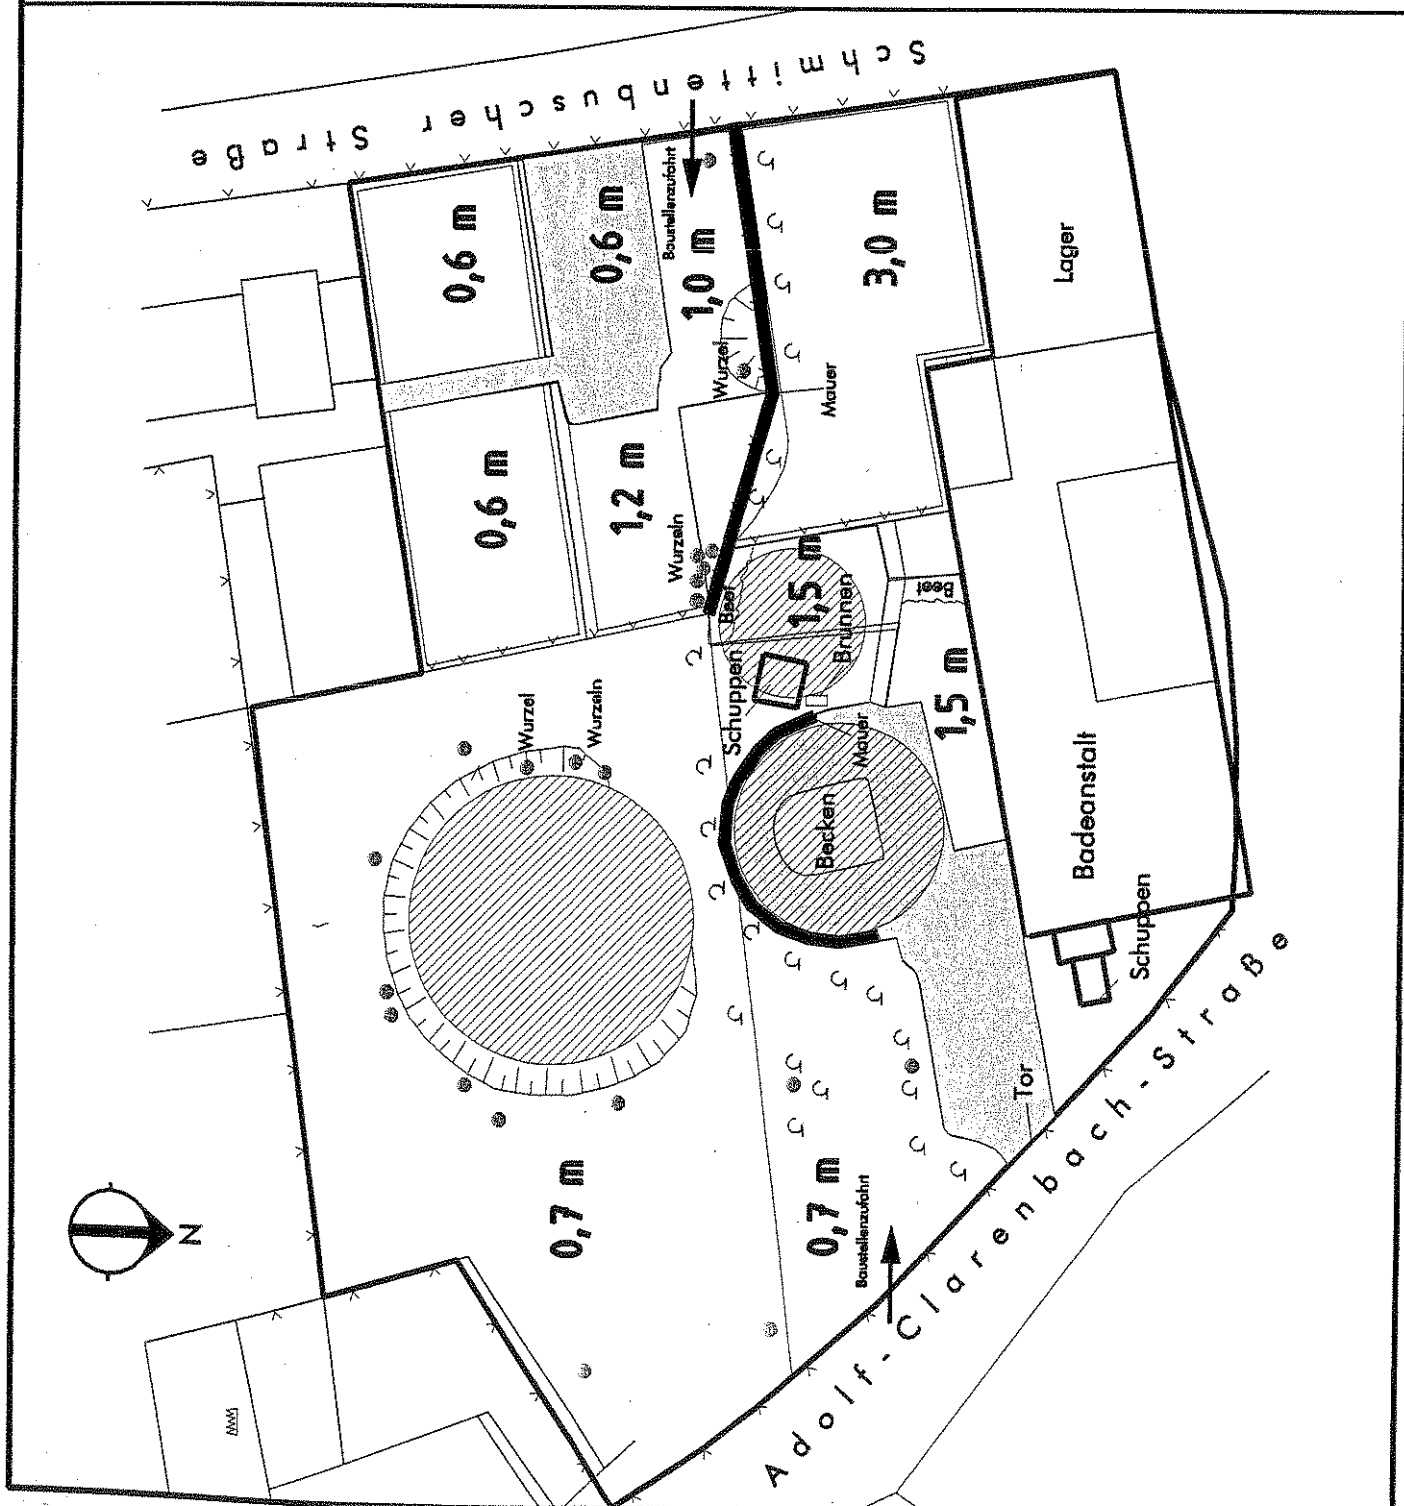 Schmittenbuscher Straße
0,6 m
0,6 m
Baustellenzufahrt
1,0 m
3,0 m
Lager
Wurzel
Mauer
0,6 m
1,2 m
Wurzeln
Beet
1,5 m
Brunnen
Beet
Schuppen
1,5 m
Wurzel
Wurzeln
Mauer
Becken
Badeanstalt
Schuppen
Tor
N
0,7 m
0,7 m
Baustellenzufahrt
Adolf-Clarenbach-Straße